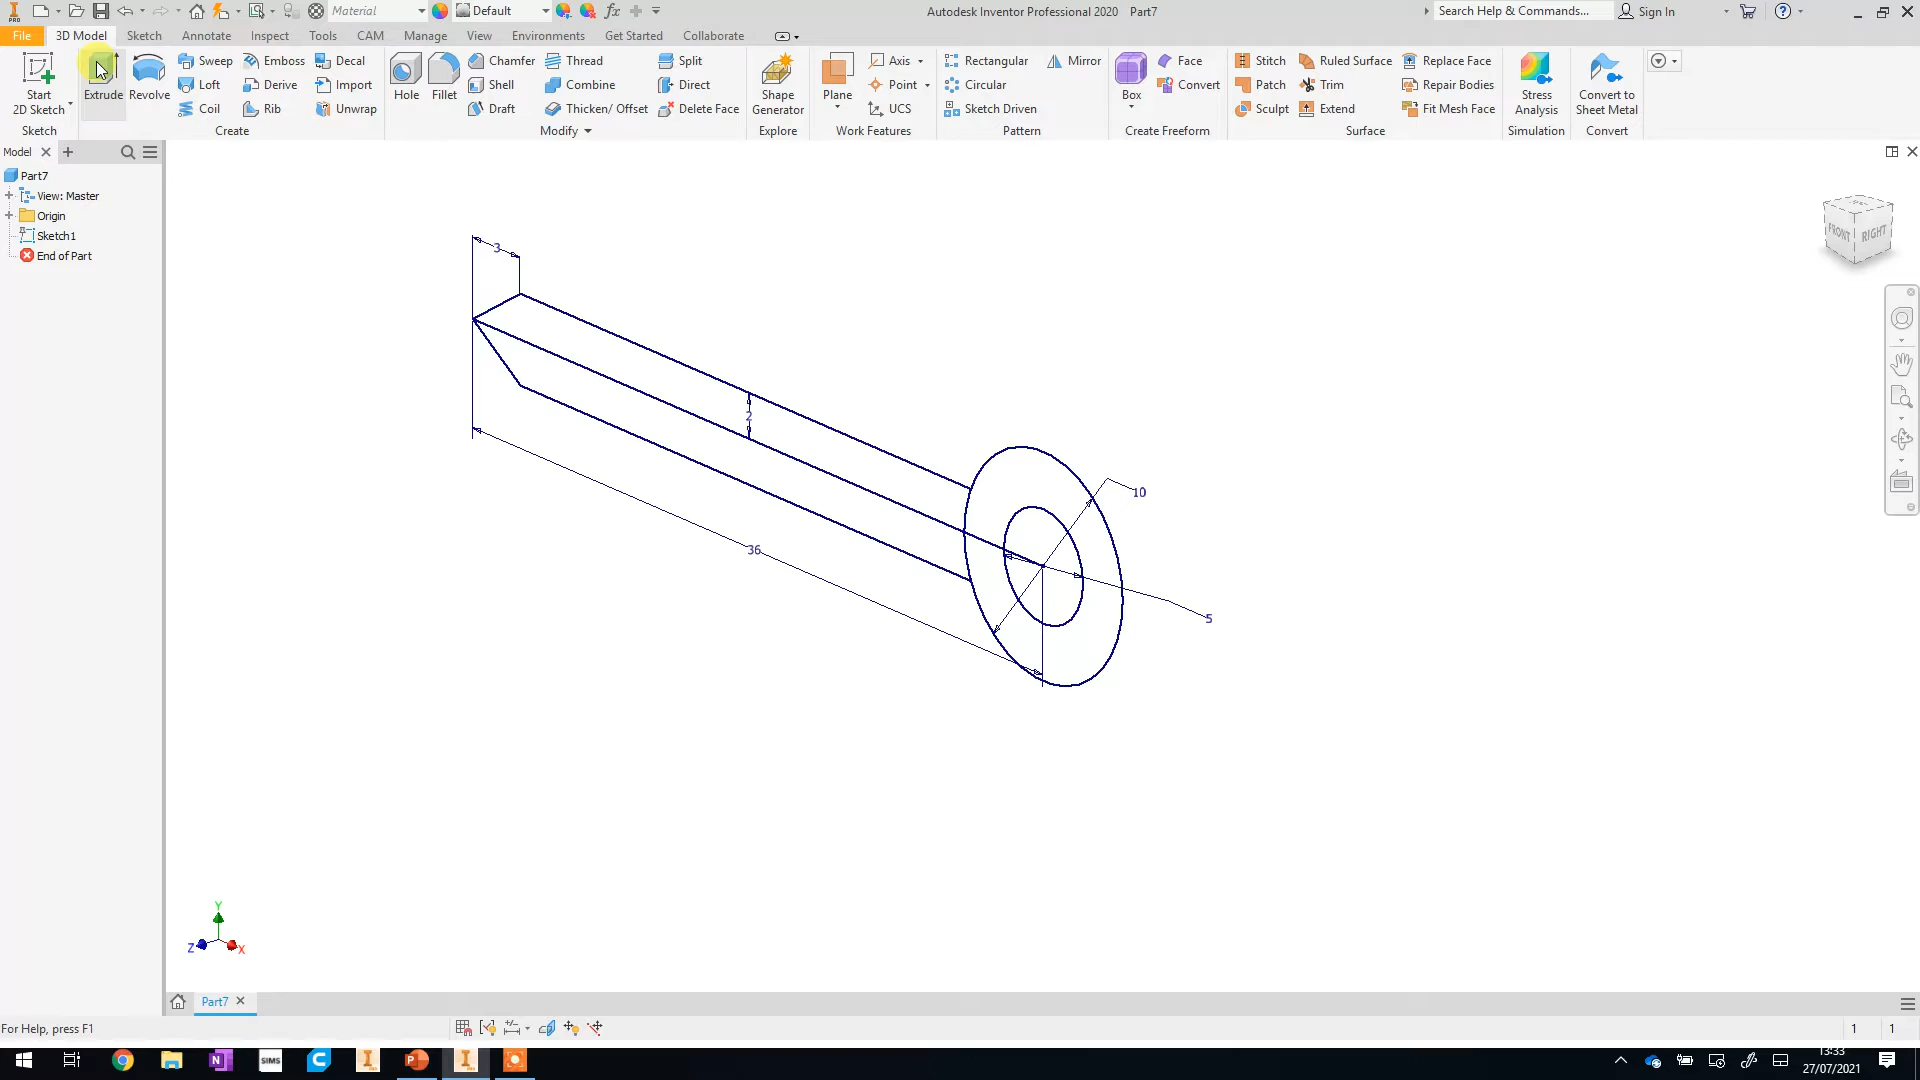 Material Default Autodesk Inventor Professional 2020 Part7 Search Help & Commands... Sign In
File 3D Model Sketch Annotate Inspect Tools CAM Manage View Environments Get Started Collaborate
Start
2D Sketch
Sketch
Extrude Revolve
Sweep Emboss Decal
Loft Derive Import
Coil Rib Unwrap
Create
Hole Fillet
Chamfer Thread Split
Shell Combine Direct
Draft Thicken/ Offset Delete Face
Modify
Shape
Generator
Explore
Plane
Axis
Point
UCS
Work Features
Rectangular Mirror
Circular
Sketch Driven
Pattern
Box
Face
Convert
Create Freeform
Stitch Ruled Surface Replace Face
Patch Trim Repair Bodies
Sculpt Extend Fit Mesh Face
Surface
Stress
Analysis
Simulation
Convert to
Sheet Metal
Convert
Model
Part7
View: Master
Origin
Sketch1
End of Part
3
2
36
10
5
FRONT RIGHT
Y
Z
X
Part7
For Help, press F1
1 1
SIMS
13:33
27/07/2021